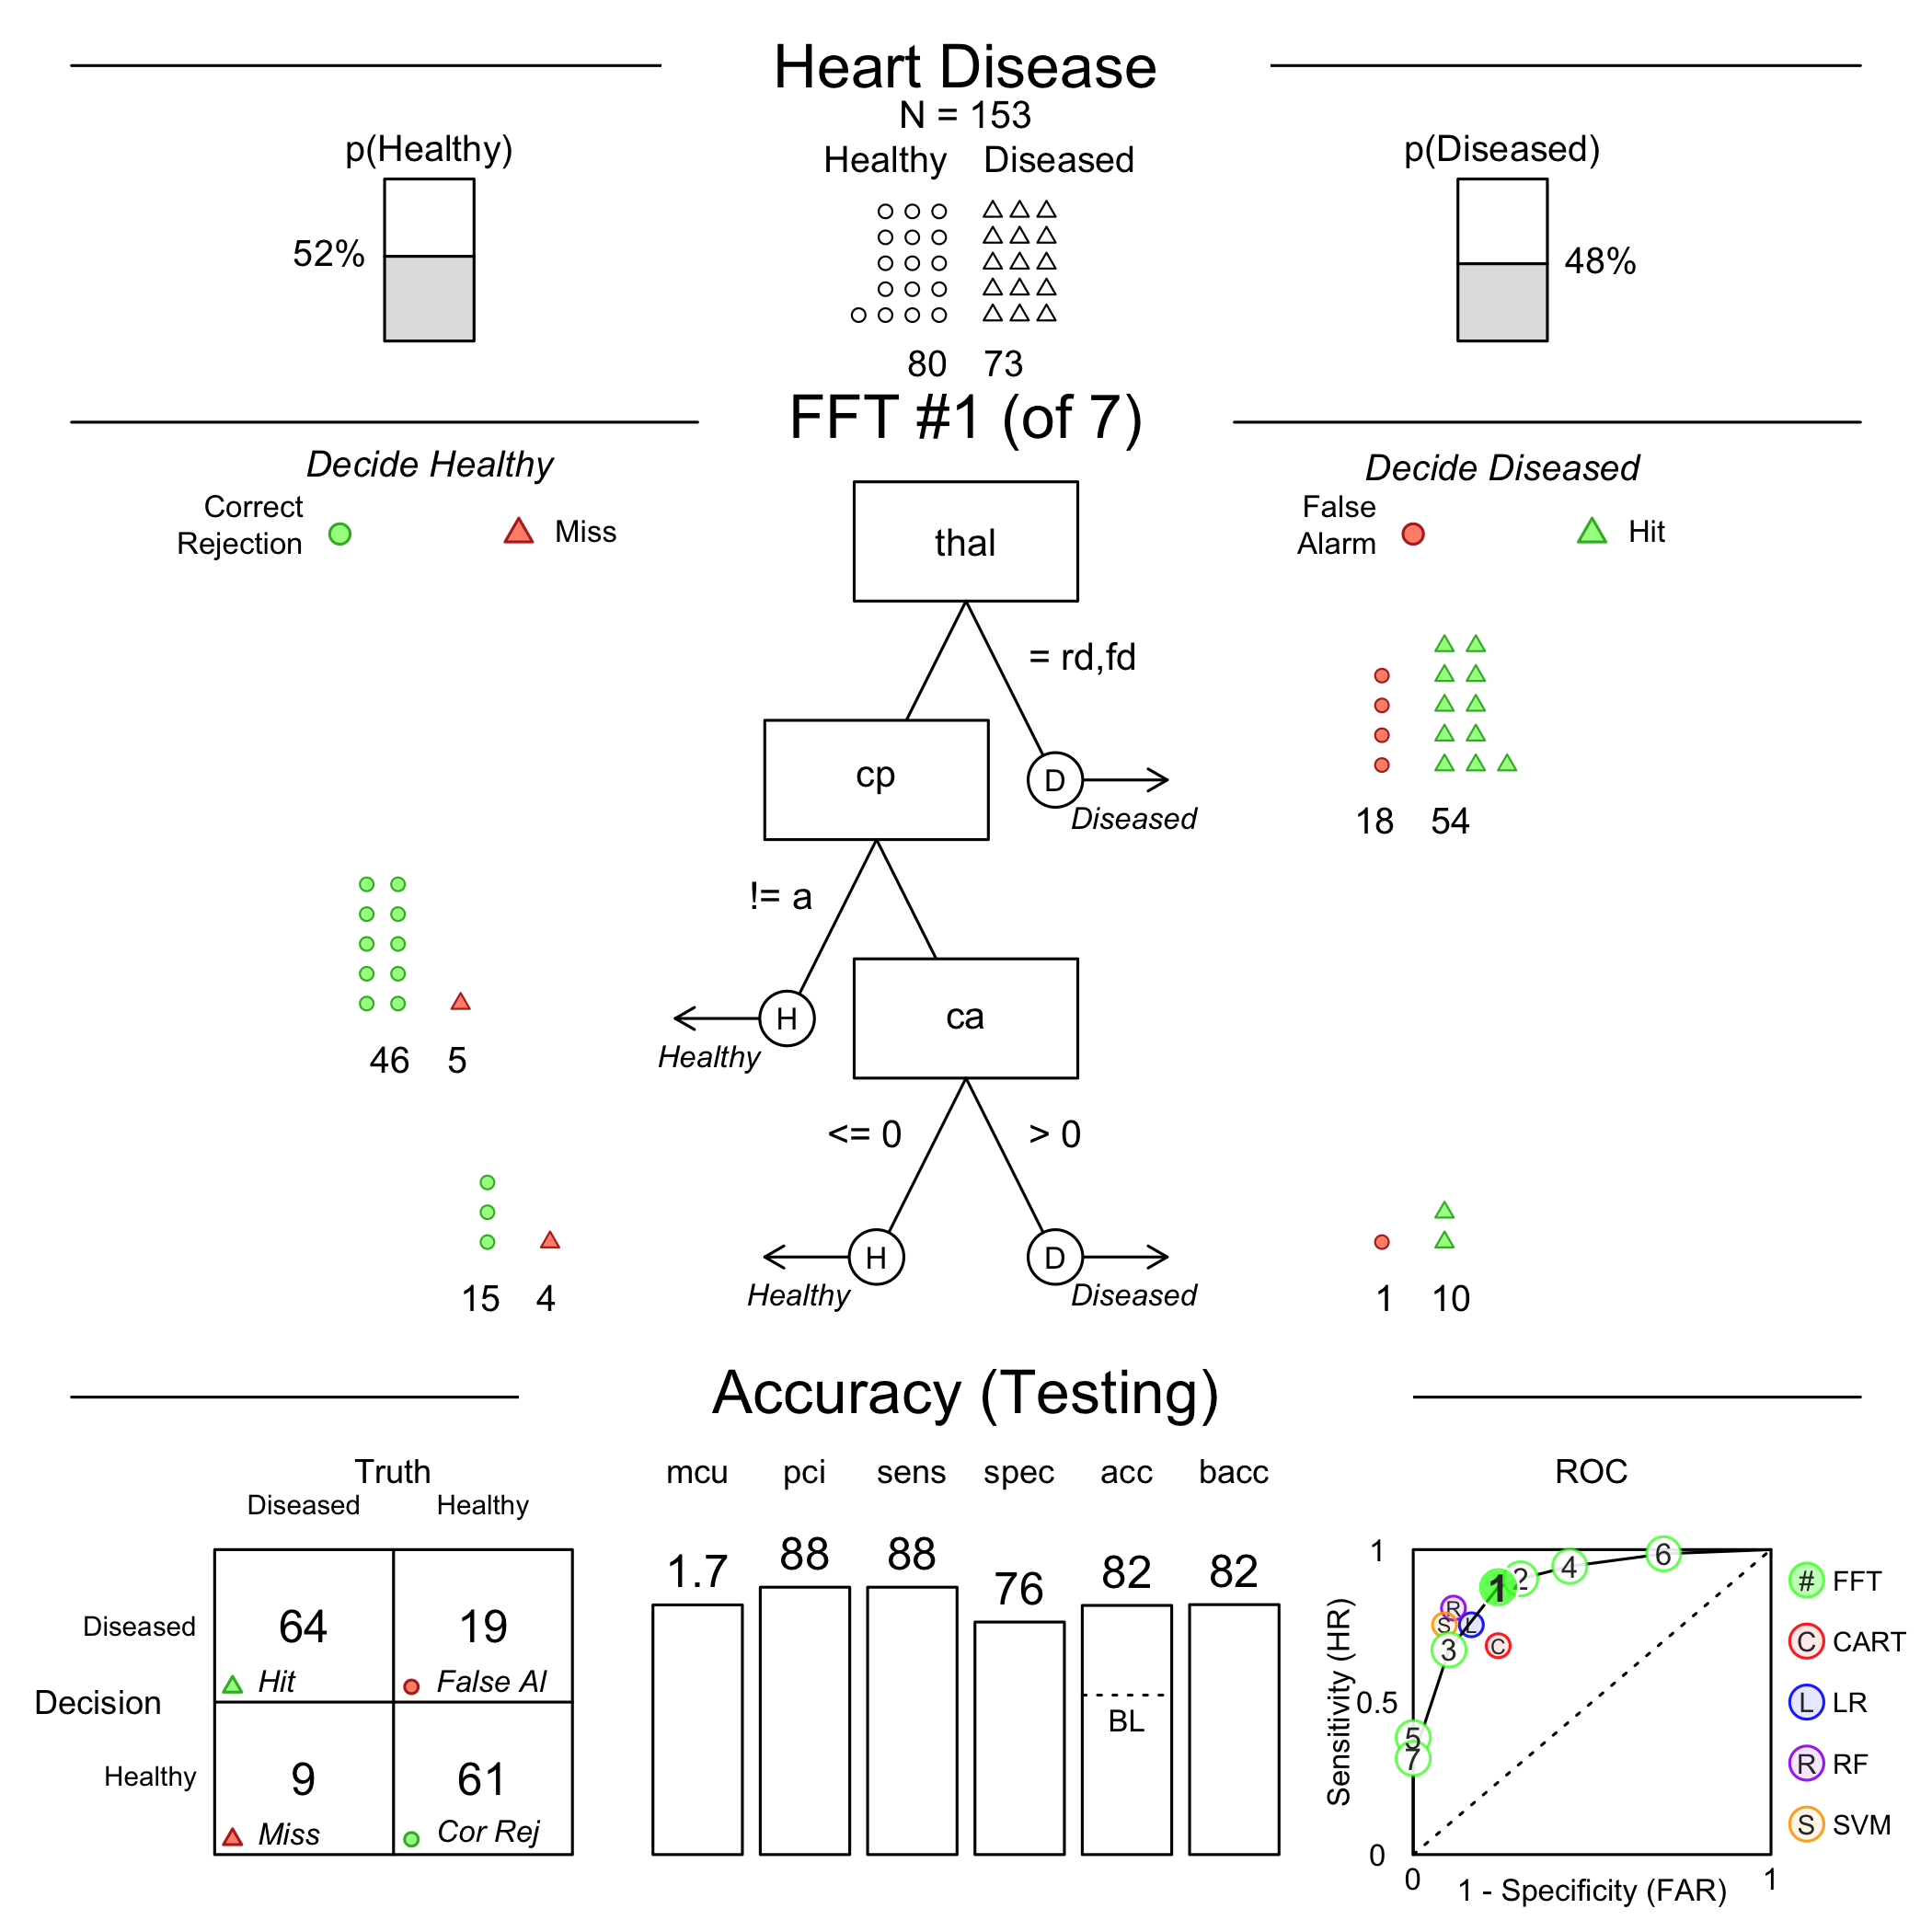 Heart Disease
N = 153
p(Healthy)
52%
Healthy Diseased
80 73
p(Diseased)
48%
FFT #1 (of 7)
Decide Healthy
Correct
Rejection
Miss
Decide Diseased
False
Alarm
Hit
thal
= rd,fd
cp
D
Diseased
18 54
!= a
H
Healthy
46 5
ca
<= 0
> 0
H
Healthy
D
Diseased
15 4
1 10
Accuracy (Testing)
Truth
Diseased Healthy
Decision
Diseased
64
Hit
19
False Al
Healthy
9
Miss
61
Cor Rej
mcu pci sens spec acc bacc
1.7 88 88 76 82 82
BL
ROC
Sensitivity (HR)
1
0.5
0
0 1
1 - Specificity (FAR)
1
2
4
6
R
S
L
C
3
5
7
# FFT
C CART
L LR
R RF
S SVM